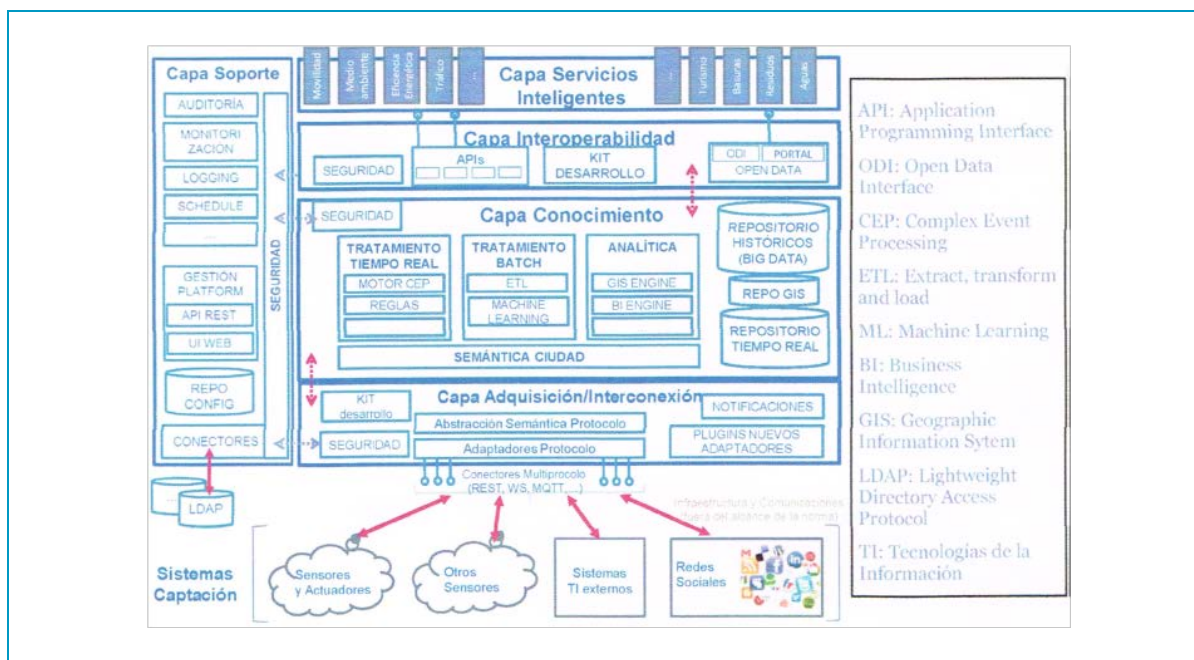 Capa Soporte
AUDITORÍA
MONITORI
ZACIÓN
LOGGING
SCHEDULE
...
GESTIÓN
PLATFORM
API REST
UI WEB
REPO
CONFIG
CONECTORES
SEGURIDAD
...
LDAP
Movilidad
Medio
ambiente
Eficiencia
Energética
Tráfico
...
Capa Servicios
Inteligentes
...
Turismo
Basuras
Residuos
Aguas
Capa Interoperabilidad
SEGURIDAD
APIs
KIT
DESARROLLO
ODI
PORTAL
OPEN DATA
SEGURIDAD
Capa Conocimiento
TRATAMIENTO
TIEMPO REAL
MOTOR CEP
REGLAS
TRATAMIENTO
BATCH
ETL
MACHINE
LEARNING
ANALÍTICA
GIS ENGINE
BI ENGINE
REPOSITORIO
HISTÓRICOS
(BIG DATA)
REPO GIS
REPOSITORIO
TIEMPO REAL
SEMÁNTICA CIUDAD
KIT
desarrollo
Capa Adquisición/Interconexión
NOTIFICACIONES
SEGURIDAD
Abstracción Semántica Protocolo
Adaptadores Protocolo
PLUGINS NUEVOS
ADAPTADORES
Conectores Multiprocolo
(REST, WS, MQTT,...)
Infraestructura y Comunicaciones
(fuera del alcance de la norma)
Sistemas
Captación
Sensores
y Actuadores
Otros
Sensores
Sistemas
TI externos
Redes
Sociales
API: Application
Programming Interface
ODI: Open Data
Interface
CEP: Complex Event
Processing
ETL: Extract, transform
and load
ML: Machine Learning
BI: Business
Intelligence
GIS: Geographic
Information Sytem
LDAP: Lightweight
Directory Access
Protocol
TI: Tecnologías de la
Información